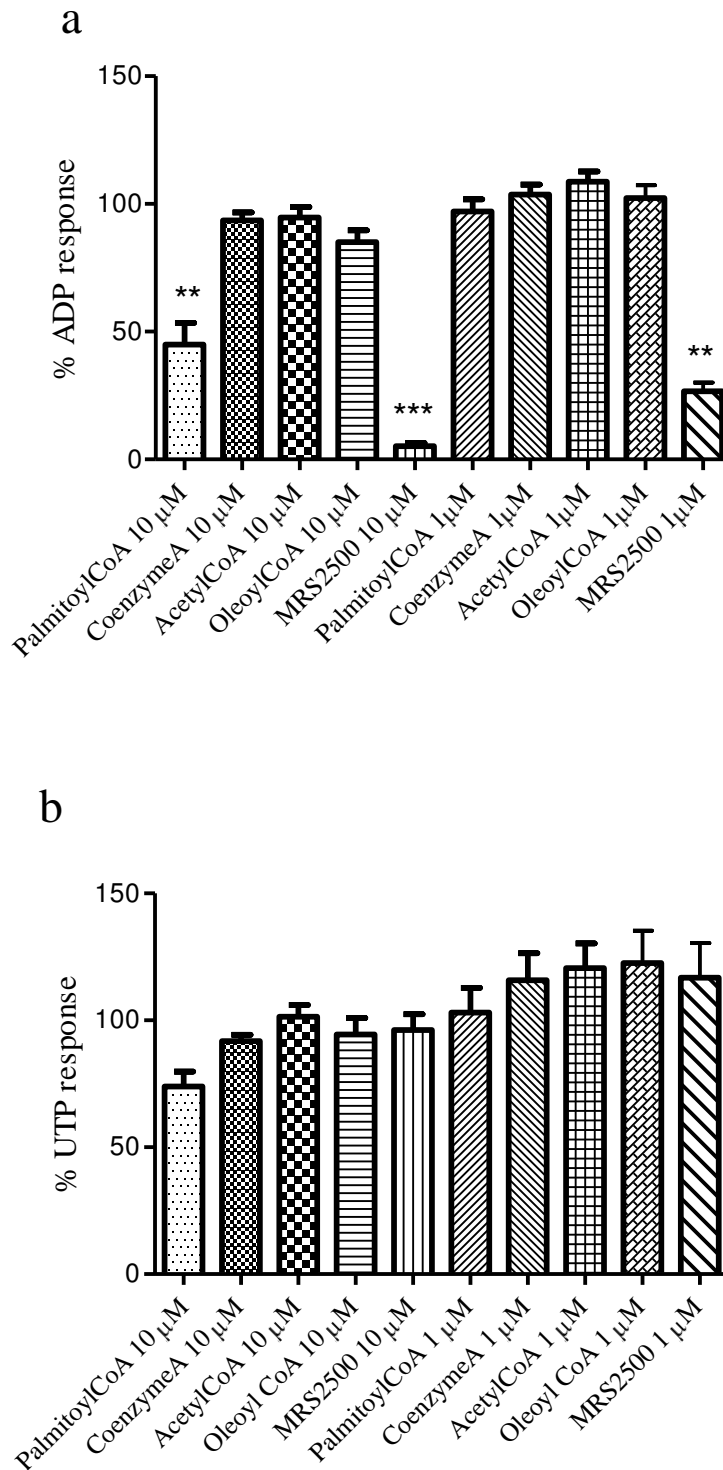 a
150
100
50
0
% ADP response
**
***
**
PalmitoylCoA 10 μM
CoenzymeA 10 μM
AcetylCoA 10 μM
OleoylCoA 10 μM
MRS2500 10 μM
PalmitoylCoA 1μM
CoenzymeA 1μM
AcetylCoA 1μM
OleoylCoA 1μM
MRS2500 1μM
b
150
100
50
0
% UTP response
PalmitoylCoA 10 μM
CoenzymeA 10 μM
AcetylCoA 10 μM
Oleoyl CoA 10 μM
MRS2500 10 μM
PalmitoylCoA 1 μM
CoenzymeA 1 μM
AcetylCoA 1 μM
Oleoyl CoA 1 μM
MRS2500 1 μM